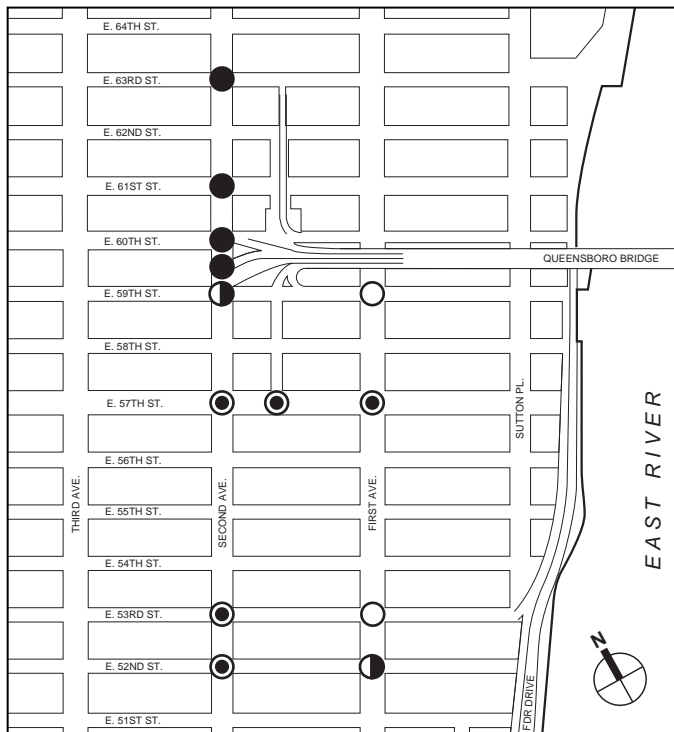 E. 64TH ST.
E. 63RD ST.
E. 62ND ST.
E. 61ST ST.
E. 60TH ST.
QUEENSBORO BRIDGE
E. 59TH ST.
E. 58TH ST.
E. 57TH ST.
SUTTON PL.
E. 56TH ST.
THIRD AVE.
SECOND AVE.
FIRST AVE.
EAST RIVER
E. 55TH ST.
E. 54TH ST.
E. 53RD ST.
N
E. 52ND ST.
FDR DRIVE
E. 51ST ST.